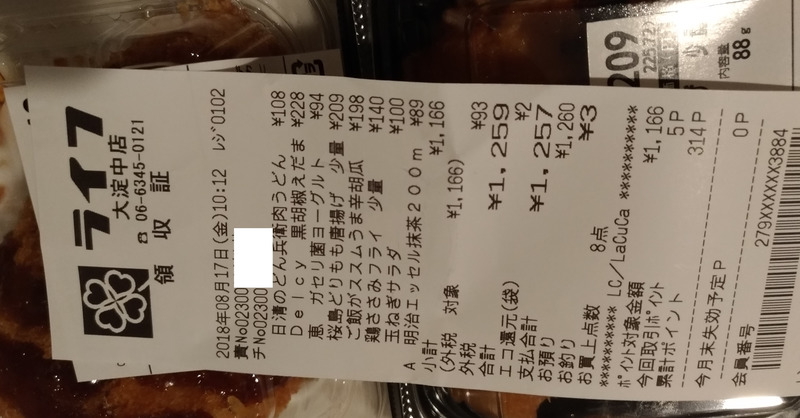 ライフ
大淀中店
☎ 06-6345-0121
領 収 証
2018年08月17日(金)10:12 レジ0102
責No02300
チNo02300
日清のどん兵衛肉うどん ¥108
Delcy 黒胡椒えだま ¥228
恵 ガセリ菌ヨーグルト ¥94
桜島どりもも唐揚げ 少量 ¥209
ご飯がススムうま辛胡瓜 ¥198
鶏ささみフライ 少量 ¥140
玉ねぎサラダ ¥100
A 明治エッセル抹茶200m ¥89
小計 ¥1,166
(外税 対象 ¥1,166)
外税 ¥93
合計 ¥1,259
エコ還元(袋) ¥2
支払合計 ¥1,257
お預り ¥1,260
お釣り ¥3
お買上点数 8点
********** LC/LaCuCa **********
ポイント対象金額 ¥1,166
今回取引ポイント 5P
累計ポイント 314P
今月末失効予定P 0P
会員番号 279XXXXXX3884
209
少量
内容量 88g